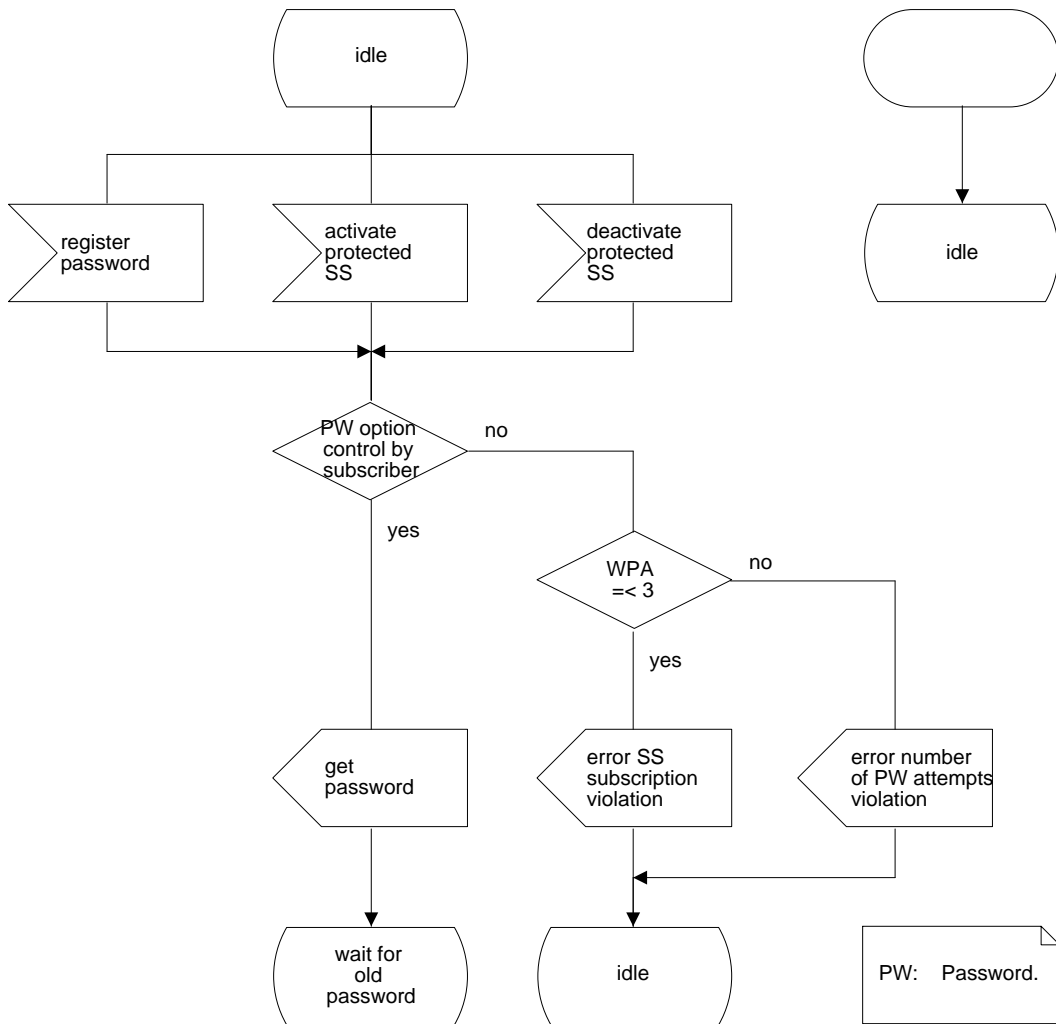 idle
register
password
activate
protected
SS
deactivate
protected
SS
idle
PW option
control by
subscriber
no
yes
WPA
=< 3
no
yes
get
password
error SS
subscription
violation
error number
of PW attempts
violation
wait for
old
password
idle
PW: Password.